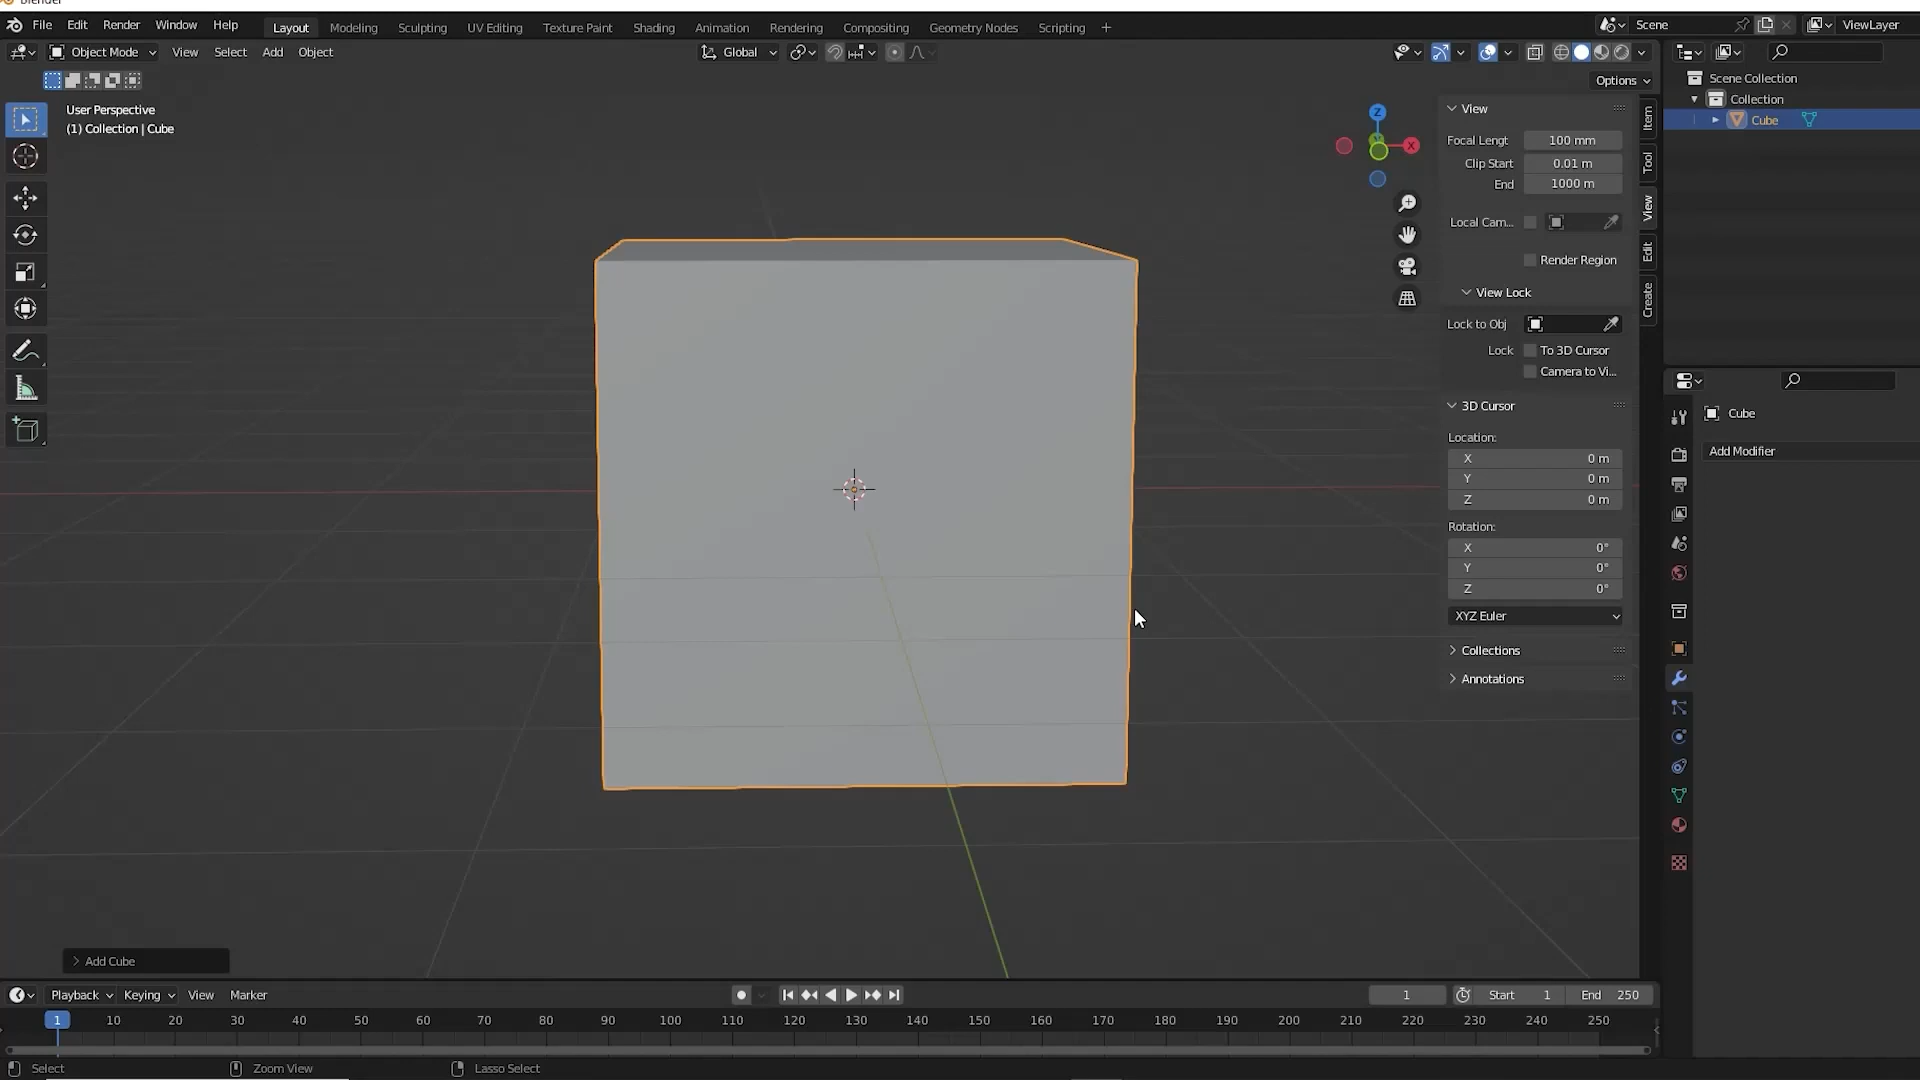 Blender
File Edit Render Window Help Layout Modeling Sculpting UV Editing Texture Paint Shading Animation Rendering Compositing Geometry Nodes Scripting + Scene ViewLayer
Object Mode View Select Add Object Global
Options
User Perspective
(1) Collection | Cube
Z
X
View
Focal Lengt 100 mm
Clip Start 0.01 m
End 1000 m
Local Cam...
Render Region
View Lock
Lock to Obj
Lock To 3D Cursor
Camera to Vi...
3D Cursor
Location:
X 0 m
Y 0 m
Z 0 m
Rotation:
X 0°
Y 0°
Z 0°
XYZ Euler
Collections
Annotations
Item
Tool
View
Edit
Create
Scene Collection
Collection
Cube
Cube
Add Modifier
Add Cube
Playback Keying View Marker 1 Start 1 End 250
1 10 20 30 40 50 60 70 80 90 100 110 120 130 140 150 160 170 180 190 200 210 220 230 240 250
Select Zoom View Lasso Select